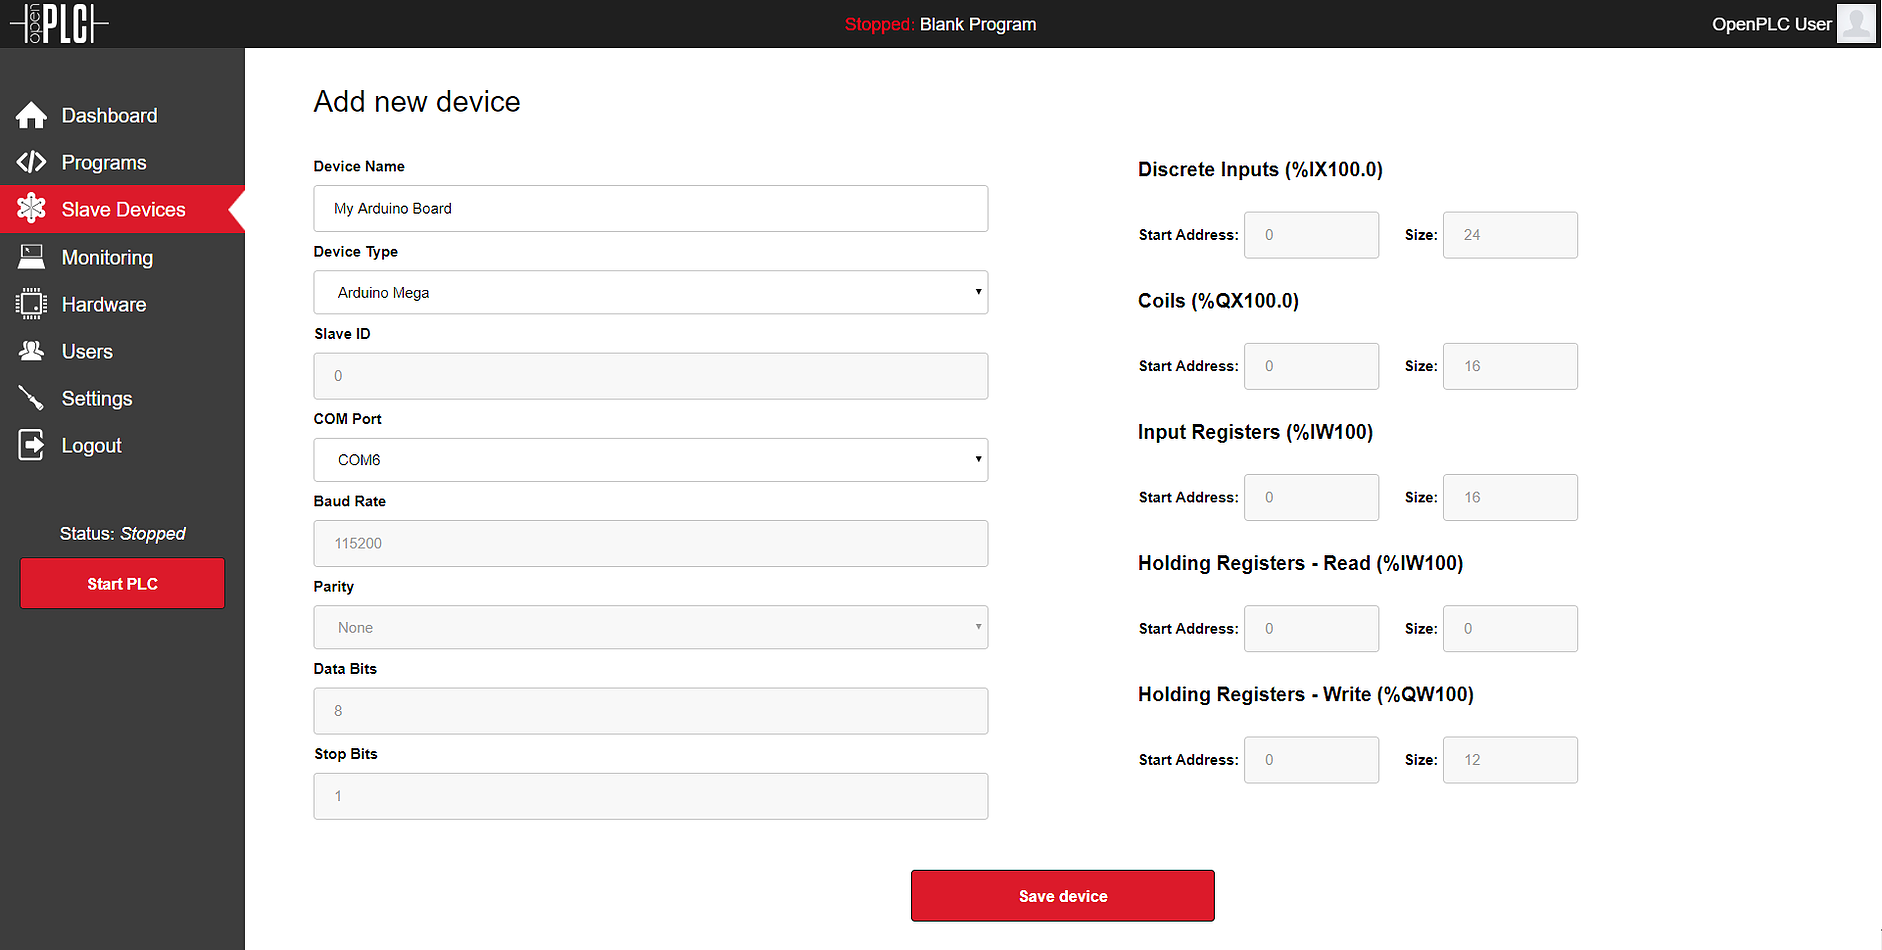 open PLC
Stopped: Blank Program
OpenPLC User
Dashboard
Programs
Slave Devices
Monitoring
Hardware
Users
Settings
Logout
Status: Stopped
Start PLC
Add new device
Device Name
My Arduino Board
Device Type
Arduino Mega
Slave ID
0
COM Port
COM6
Baud Rate
115200
Parity
None
Data Bits
8
Stop Bits
1
Discrete Inputs (%IX100.0)
Start Address: 0 Size: 24
Coils (%QX100.0)
Start Address: 0 Size: 16
Input Registers (%IW100)
Start Address: 0 Size: 16
Holding Registers - Read (%IW100)
Start Address: 0 Size: 0
Holding Registers - Write (%QW100)
Start Address: 0 Size: 12
Save device